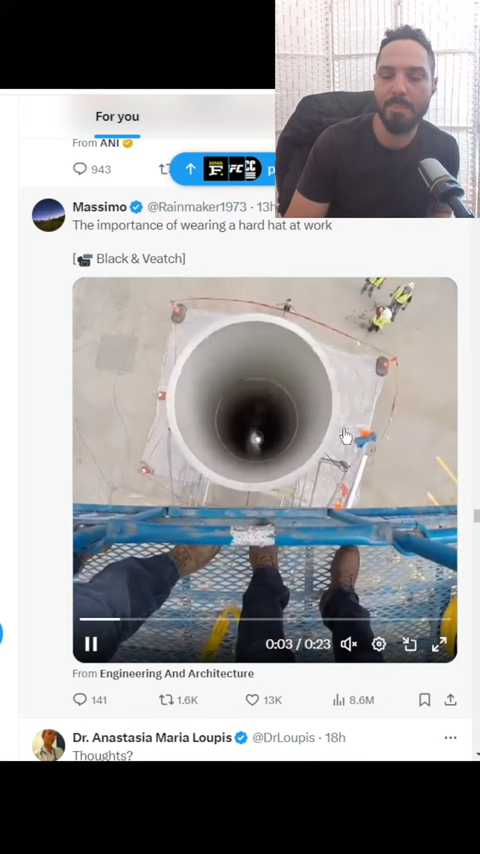 For you
From ANI
943
FC
p
Massimo @Rainmaker1973 · 13h
The importance of wearing a hard hat at work
[📹 Black & Veatch]
0:03 / 0:23
From Engineering And Architecture
141 1.6K 13K 8.6M
Dr. Anastasia Maria Loupis @DrLoupis · 18h
Thoughts?